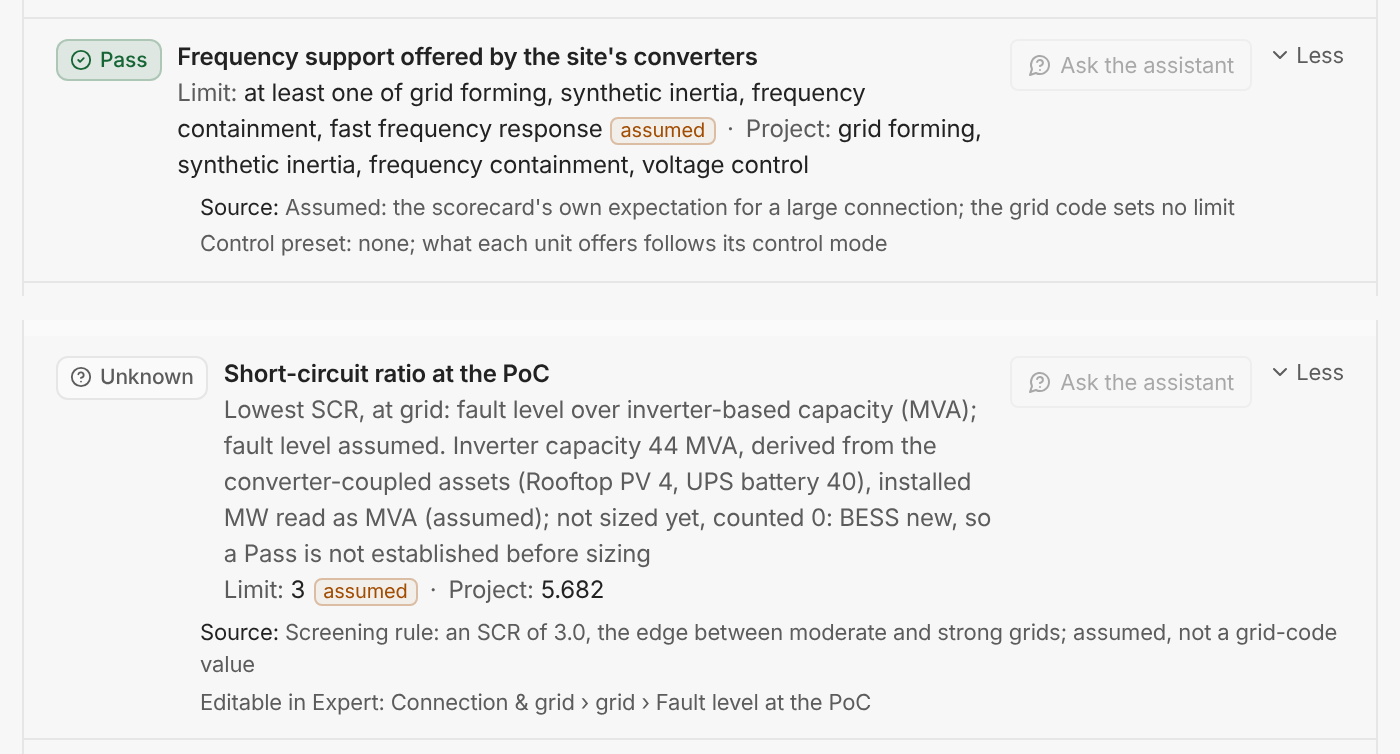 Pass
Frequency support offered by the site's converters
Ask the assistant
Less
Limit: at least one of grid forming, synthetic inertia, frequency
containment, fast frequency response assumed · Project: grid forming,
synthetic inertia, frequency containment, voltage control
Source: Assumed: the scorecard's own expectation for a large connection; the grid code sets no limit
Control preset: none; what each unit offers follows its control mode
Unknown
Short-circuit ratio at the PoC
Ask the assistant
Less
Lowest SCR, at grid: fault level over inverter-based capacity (MVA);
fault level assumed. Inverter capacity 44 MVA, derived from the
converter-coupled assets (Rooftop PV 4, UPS battery 40), installed
MW read as MVA (assumed); not sized yet, counted 0: BESS new, so
a Pass is not established before sizing
Limit: 3 assumed · Project: 5.682
Source: Screening rule: an SCR of 3.0, the edge between moderate and strong grids; assumed, not a grid-code
value
Editable in Expert: Connection & grid › grid › Fault level at the PoC